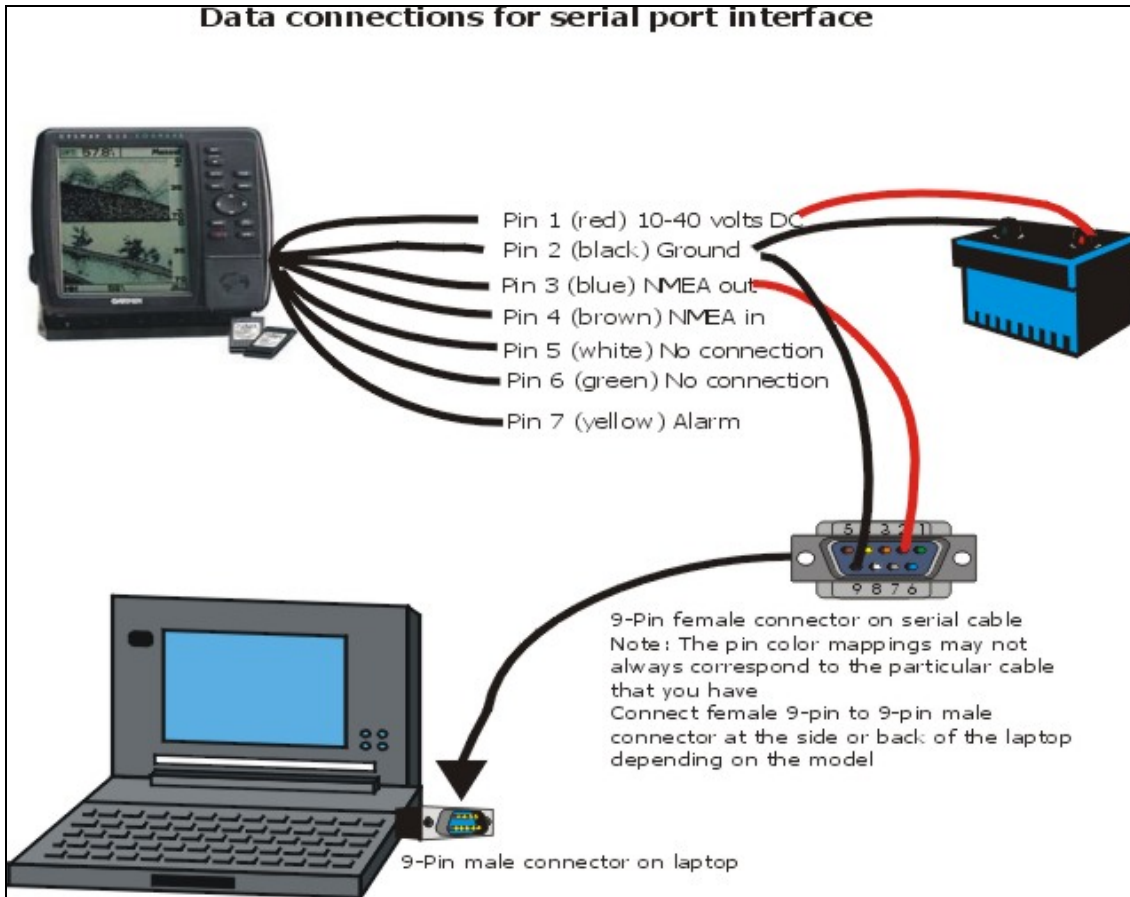 Data connections for serial port interface
57.8
GARMIN
Pin 1 (red) 10-40 volts DC
Pin 2 (black) Ground
Pin 3 (blue) NMEA out
Pin 4 (brown) NMEA in
Pin 5 (white) No connection
Pin 6 (green) No connection
Pin 7 (yellow) Alarm
5 3 2 1
9 8 7 6
9-Pin female connector on serial cable
Note: The pin color mappings may not
always correspond to the particular cable
that you have
Connect female 9-pin to 9-pin male
connector at the side or back of the laptop
depending on the model
9-Pin male connector on laptop